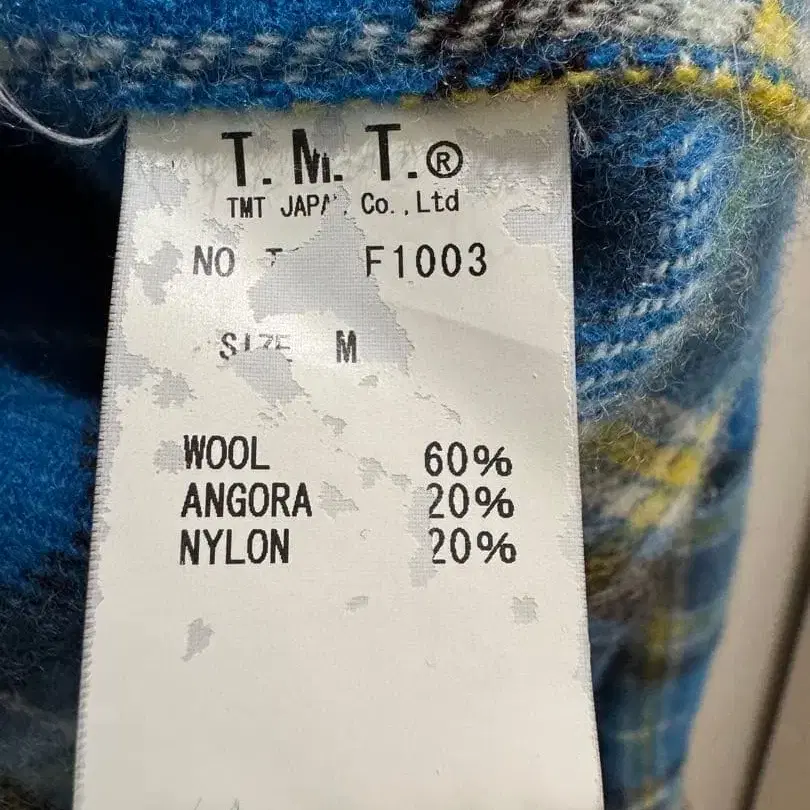 T.M.T.®
TMT JAPA. Co.,Ltd
NO F1003
SIZE M
WOOL 60%
ANGORA 20%
NYLON 20%